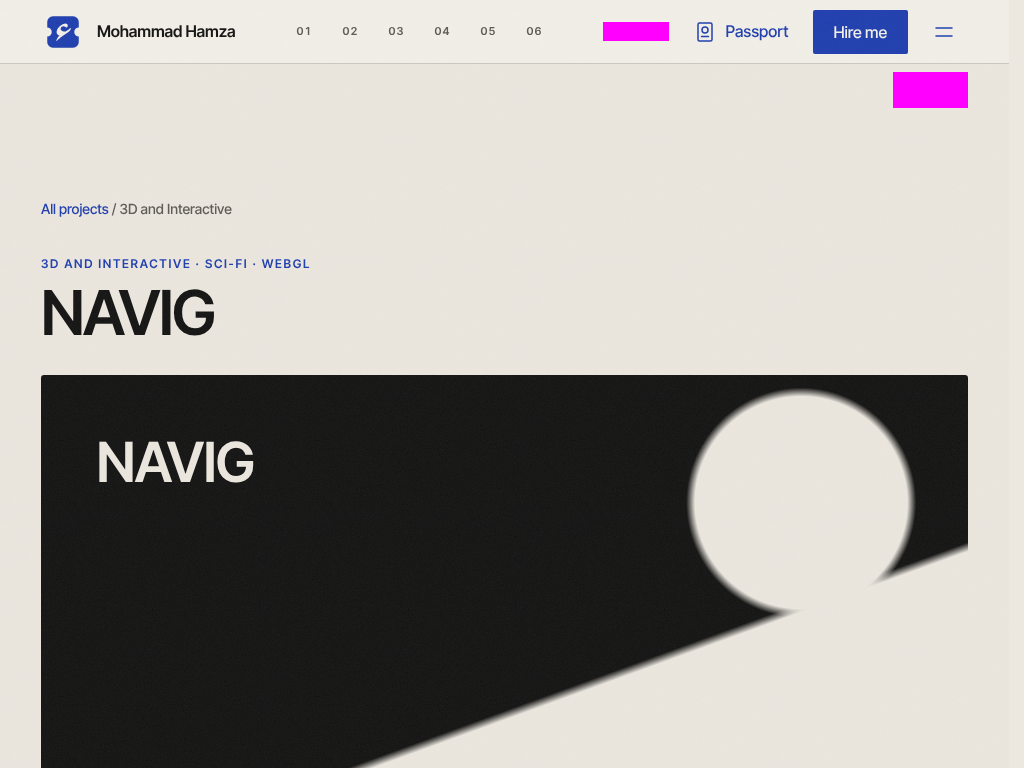 Mohammad Hamza
01 02 03 04 05 06
Passport
Hire me
All projects / 3D and Interactive
3D AND INTERACTIVE · SCI-FI · WEBGL
NAVIG
NAVIG